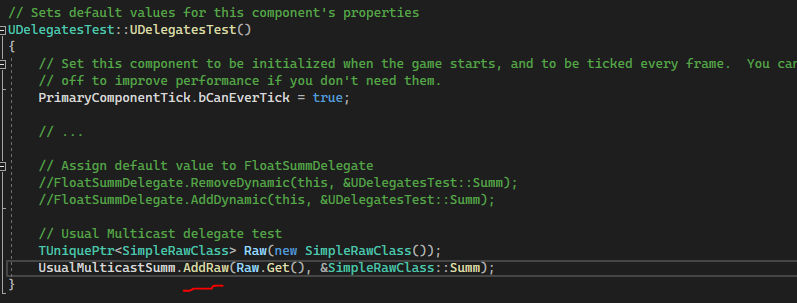 // Sets default values for this component's properties
UDelegatesTest::UDelegatesTest()
{
// Set this component to be initialized when the game starts, and to be ticked every frame.  You can
// off to improve performance if you don't need them.
PrimaryComponentTick.bCanEverTick = true;
// ...
// Assign default value to FloatSummDelegate
//FloatSummDelegate.RemoveDynamic(this, &UDelegatesTest::Summ);
//FloatSummDelegate.AddDynamic(this, &UDelegatesTest::Summ);
// Usual Multicast delegate test
TUniquePtr<SimpleRawClass> Raw(new SimpleRawClass());
UsualMulticastSumm.AddRaw(Raw.Get(), &SimpleRawClass::Summ);
}